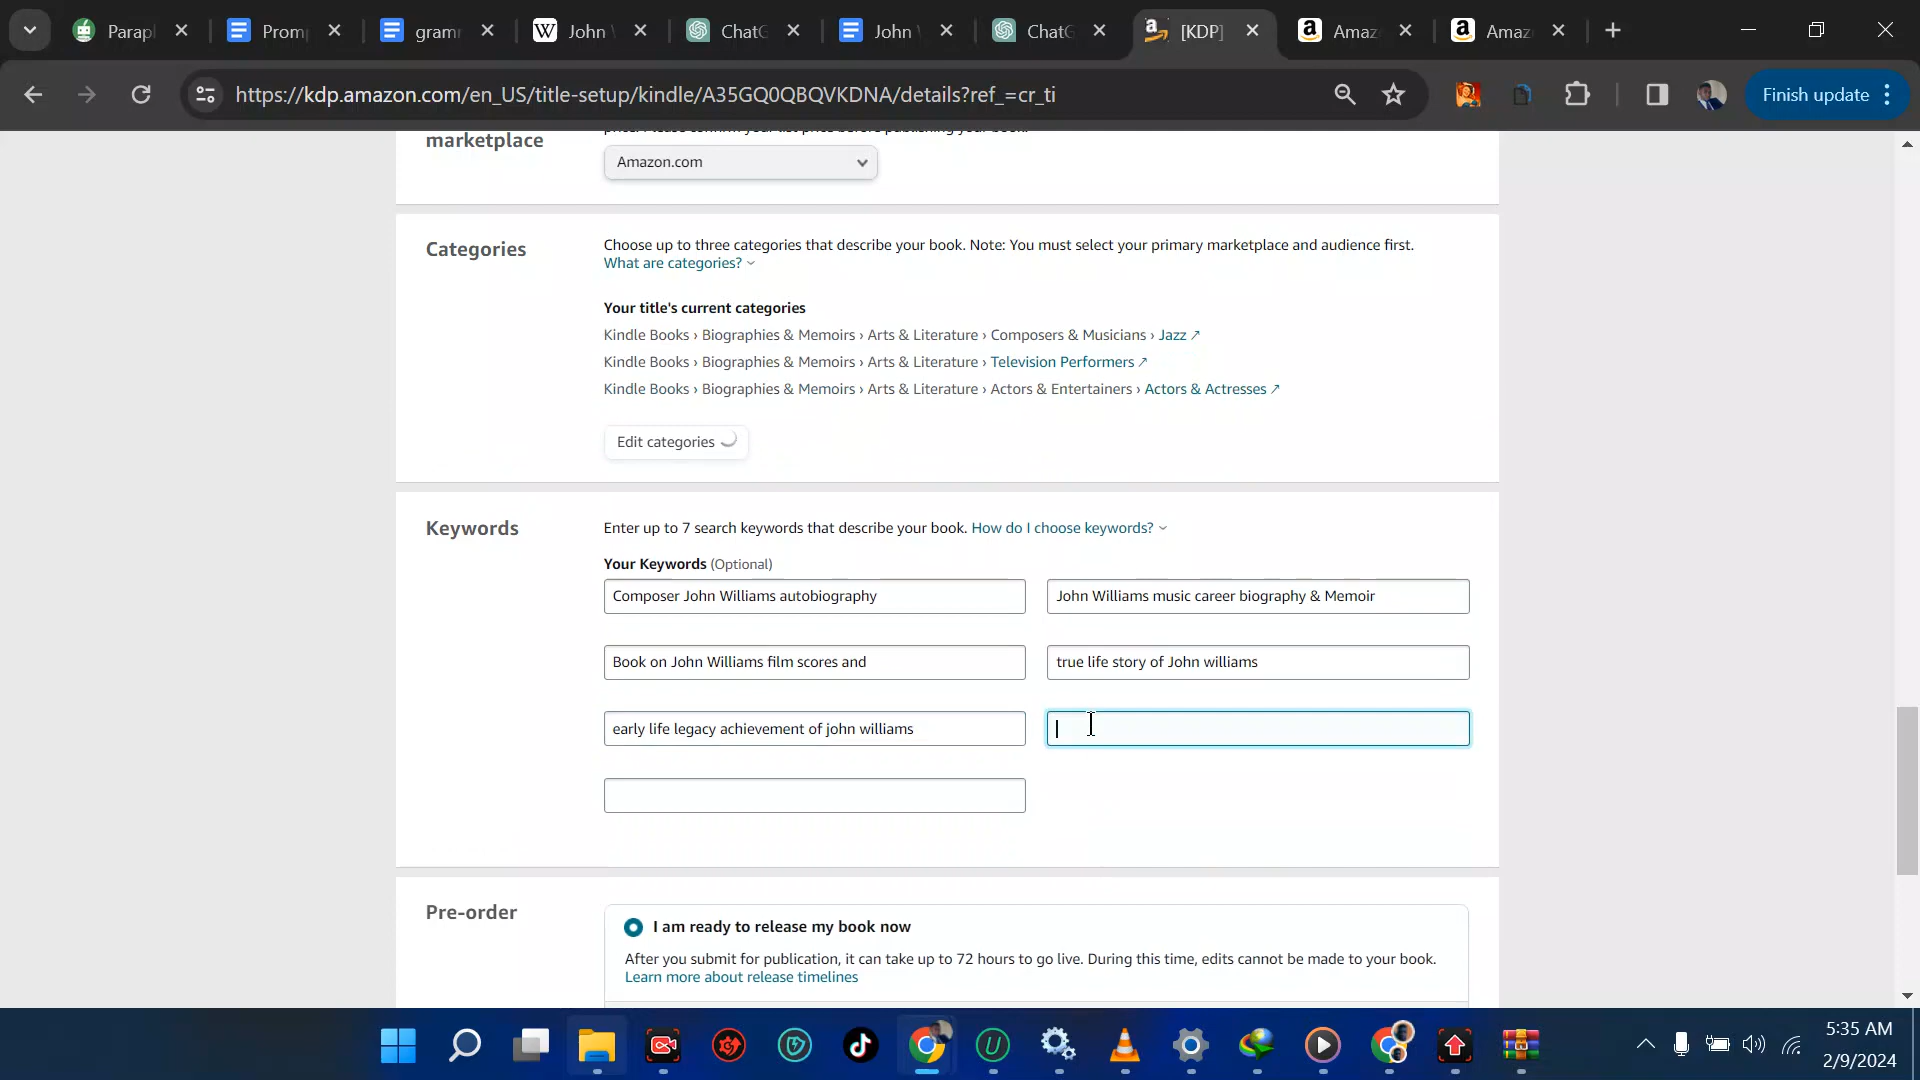 Parap
Prom
gram
John
ChatG
John
ChatG
[KDP]
Amaz
Amaz
https://kdp.amazon.com/en_US/title-setup/kindle/A35GQ0QBQVKDNA/details?ref_=cr_ti
Finish update
marketplace
Amazon.com
Categories
Choose up to three categories that describe your book. Note: You must select your primary marketplace and audience first.
What are categories?
Your title's current categories
Kindle Books › Biographies & Memoirs › Arts & Literature › Composers & Musicians › Jazz ↗
Kindle Books › Biographies & Memoirs › Arts & Literature › Television Performers ↗
Kindle Books › Biographies & Memoirs › Arts & Literature › Actors & Entertainers › Actors & Actresses ↗
Edit categories
Keywords
Enter up to 7 search keywords that describe your book. How do I choose keywords?
Your Keywords (Optional)
Composer John Williams autobiography
John Williams music career biography & Memoir
Book on John Williams film scores and
true life story of John williams
early life legacy achievement of john williams
Pre-order
I am ready to release my book now
After you submit for publication, it can take up to 72 hours to go live. During this time, edits cannot be made to your book.
Learn more about release timelines
5:35 AM
2/9/2024